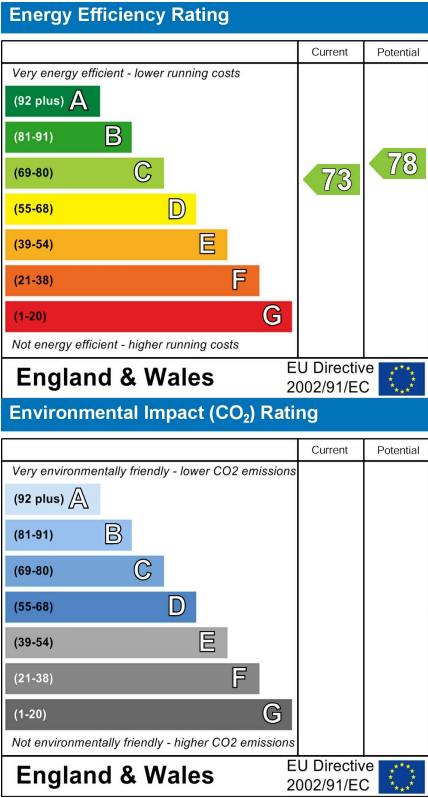 Energy Efficiency Rating
Current Potential
Very energy efficient - lower running costs
(92 plus) A
(81-91) B
(69-80) C
73 78
(55-68) D
(39-54) E
(21-38) F
(1-20) G
Not energy efficient - higher running costs
England & Wales
EU Directive
2002/91/EC
Environmental Impact (CO₂) Rating
Current Potential
Very environmentally friendly - lower CO2 emissions
(92 plus) A
(81-91) B
(69-80) C
(55-68) D
(39-54) E
(21-38) F
(1-20) G
Not environmentally friendly - higher CO2 emissions
England & Wales
EU Directive
2002/91/EC